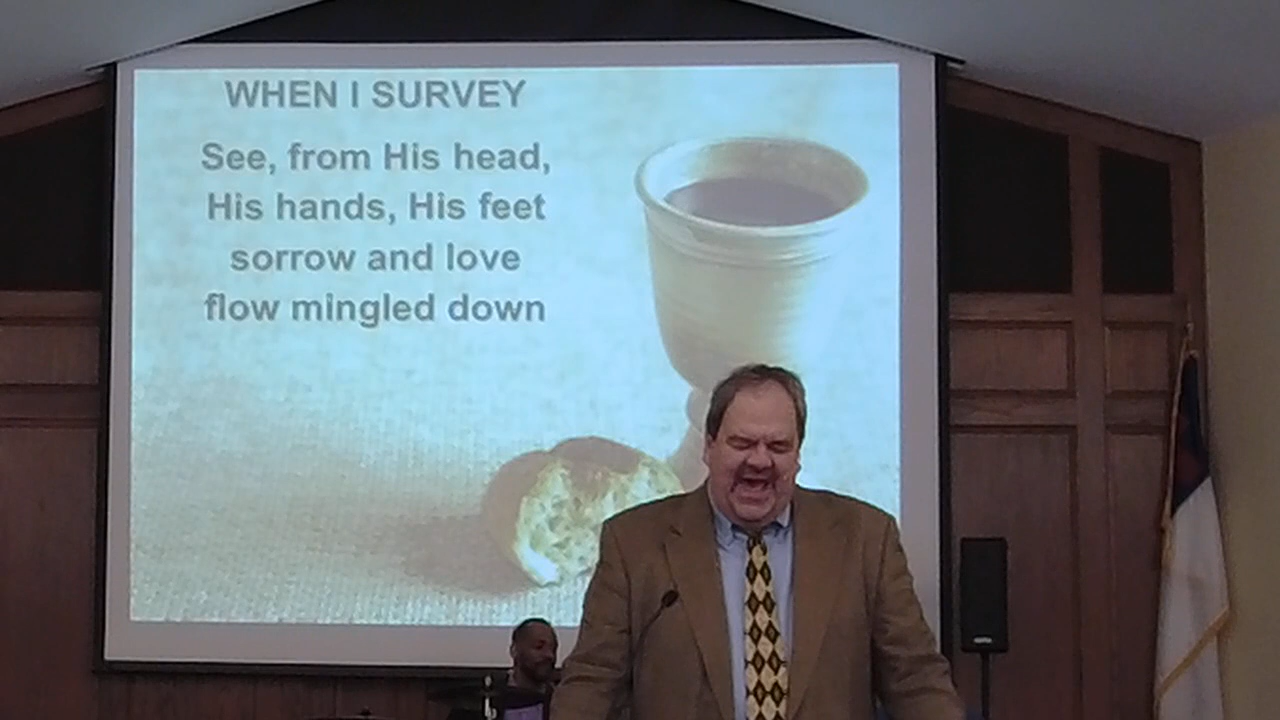 WHEN I SURVEY
See, from His head,
His hands, His feet
sorrow and love
flow mingled down